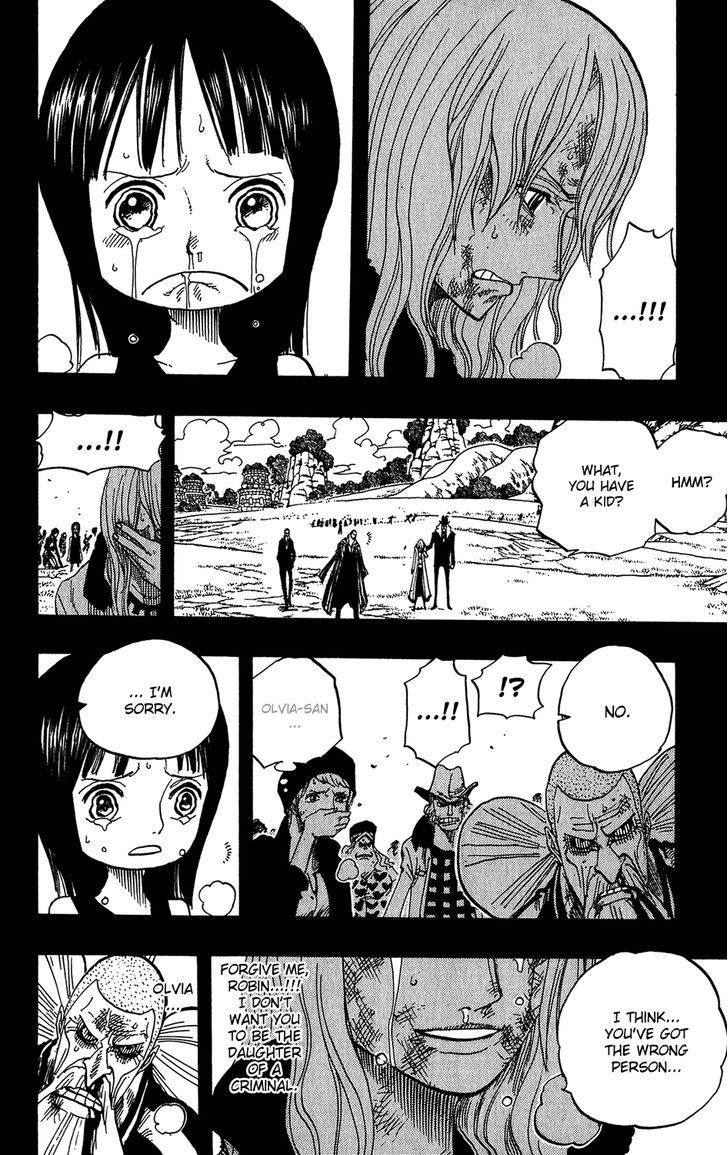 ...!!!
HMM?
WHAT,
YOU HAVE
A KID?
...!!
NO.
!?
...!!
OLVIA-SAN
...
... I'M
SORRY.
I THINK...
YOU'VE GOT
THE WRONG
PERSON...
FORGIVE ME,
ROBIN...!!!
I DON'T
WANT YOU
TO BE THE
DAUGHTER
OF A
CRIMINAL.
OLVIA
...